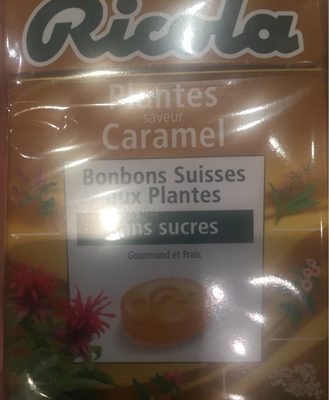 Ricola
Plantes
saveur
Caramel
Bonbons Suisses
aux Plantes
sans sucres
Gourmand et Frais